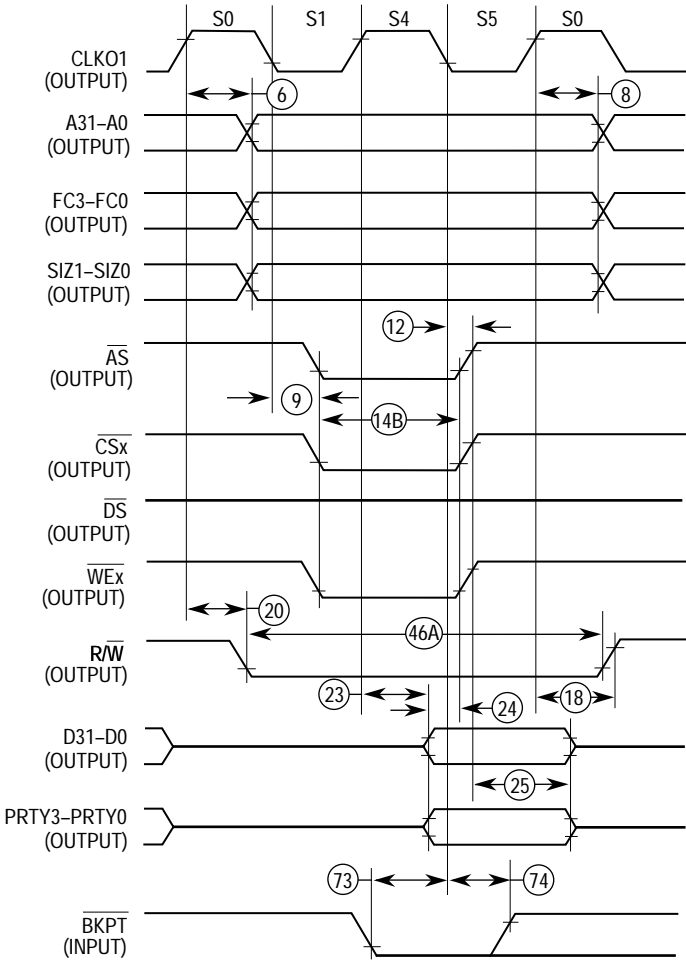 S0 S1 S4 S5 S0
CLKO1
(OUTPUT)
6 8
A31–A0
(OUTPUT)
FC3–FC0
(OUTPUT)
SIZ1–SIZ0
(OUTPUT)
12
AS
(OUTPUT)
9
14B
CSx
(OUTPUT)
DS
(OUTPUT)
WEx
(OUTPUT)
20
46A
R/W
(OUTPUT)
23
18
24
D31–D0
(OUTPUT)
25
PRTY3–PRTY0
(OUTPUT)
73 74
BKPT
(INPUT)